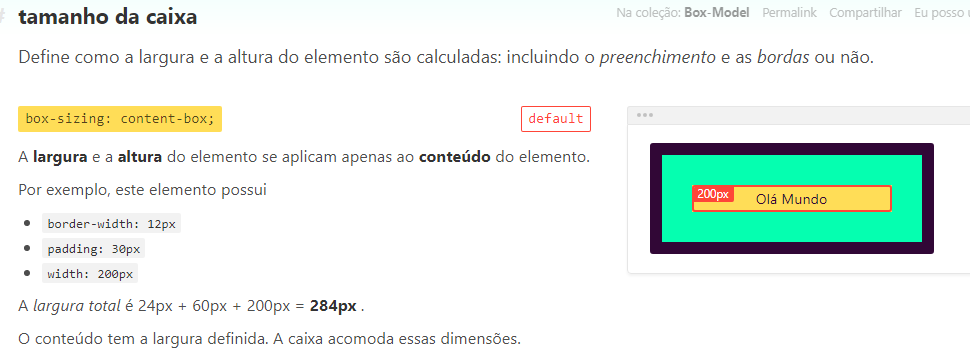 # tamanho da caixa
Na coleção: Box-Model Permalink Compartilhar Eu posso
Define como a largura e a altura do elemento são calculadas: incluindo o preenchimento e as bordas ou não.
box-sizing: content-box;
default
A largura e a altura do elemento se aplicam apenas ao conteúdo do elemento.
Por exemplo, este elemento possui
border-width: 12px
padding: 30px
width: 200px
A largura total é 24px + 60px + 200px = 284px .
O conteúdo tem a largura definida. A caixa acomoda essas dimensões.
200px
Olá Mundo